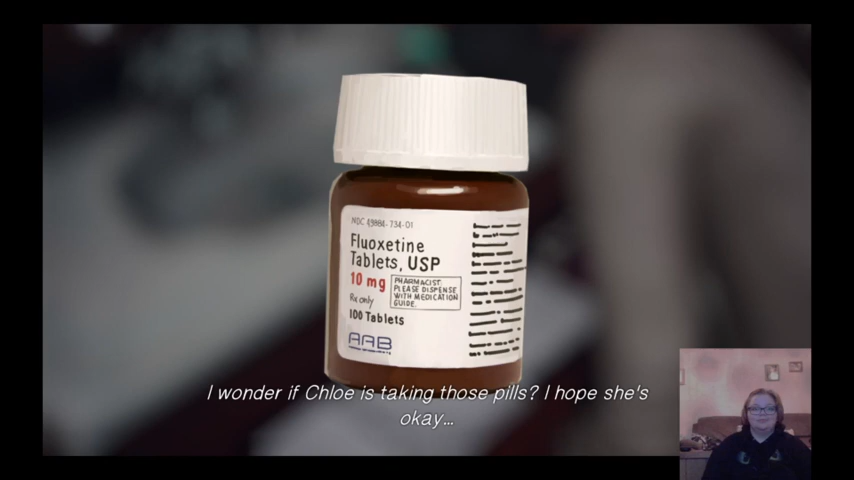 NDC 49884-734-01
Fluoxetine
Tablets, USP
10 mg
PHARMACIST:
PLEASE DISPENSE
WITH MEDICATION
GUIDE.
Rx only
100 Tablets
AAB
I wonder if Chloe is taking those pills? I hope she's
okay...